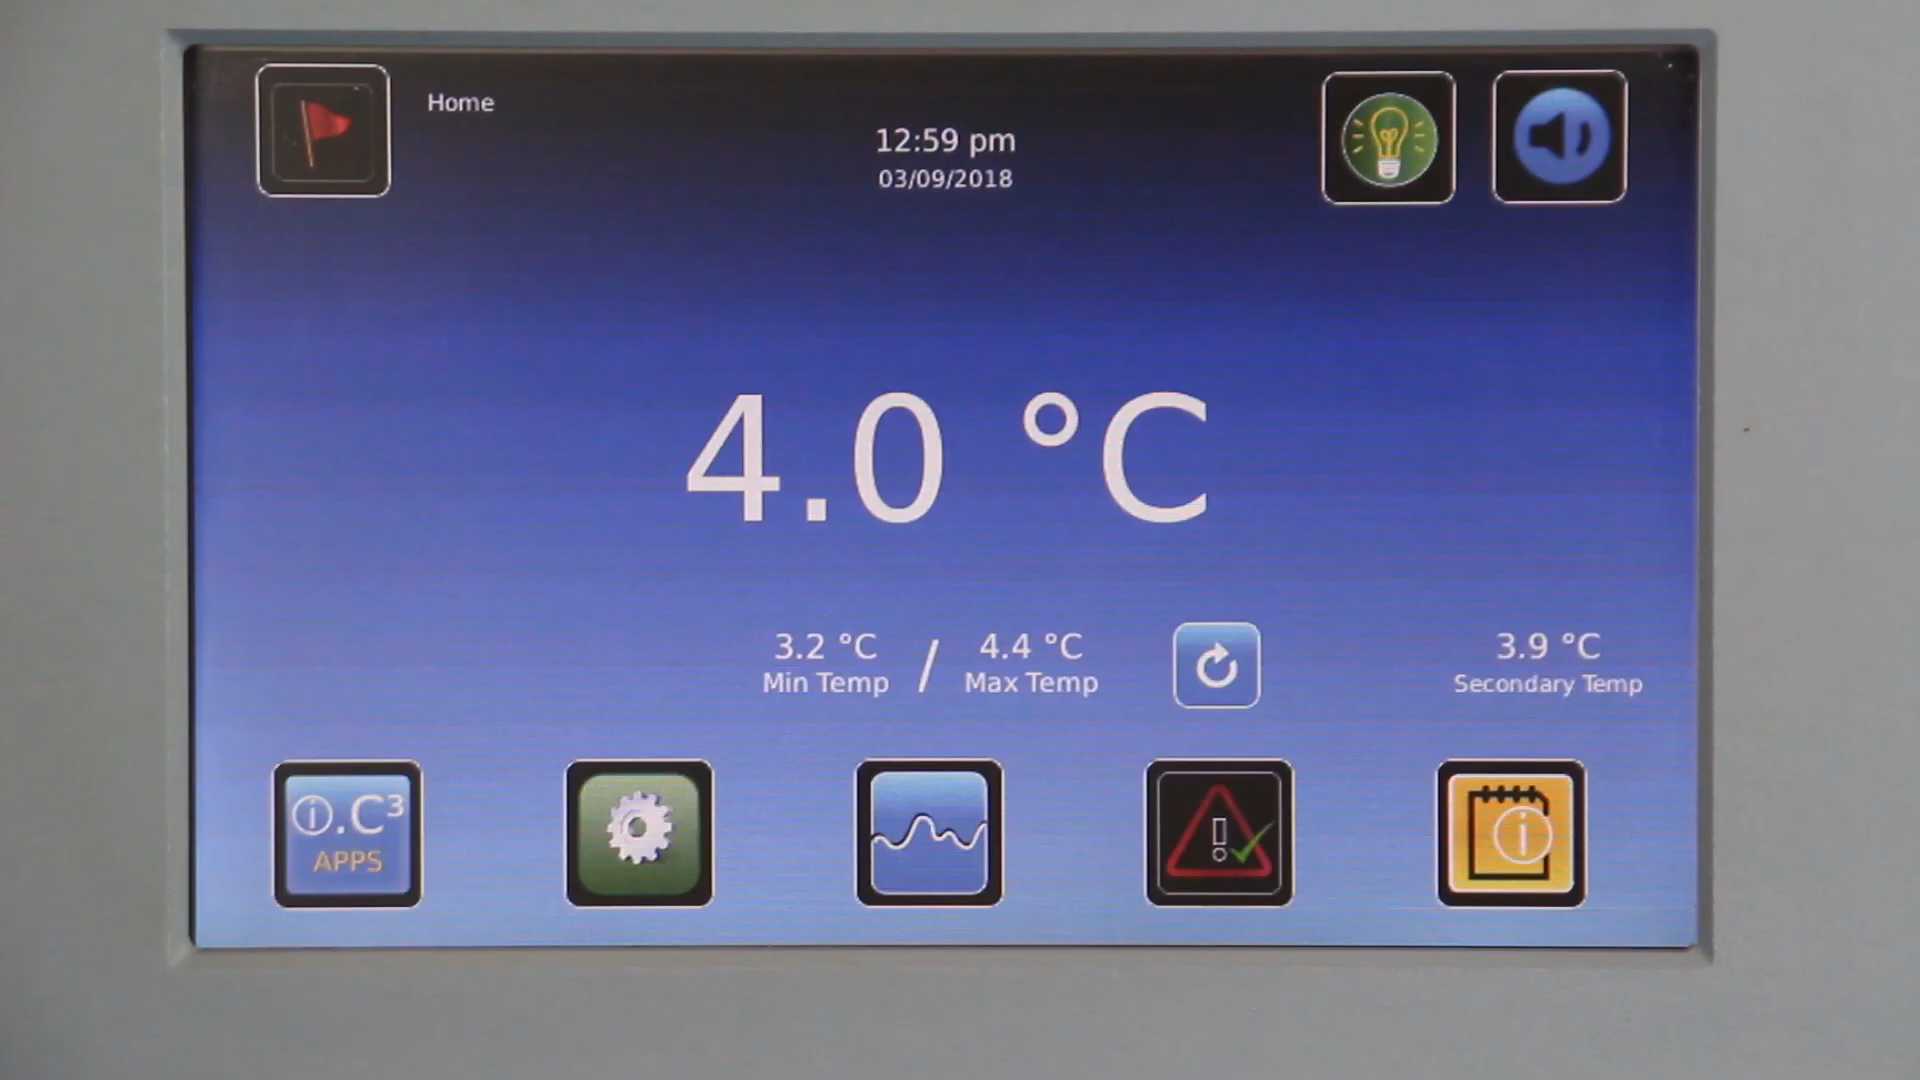 Home
12:59 pm
03/09/2018
4.0 °C
3.2 °C / 4.4 °C
Min Temp Max Temp
3.9 °C
Secondary Temp
i.C³
APPS